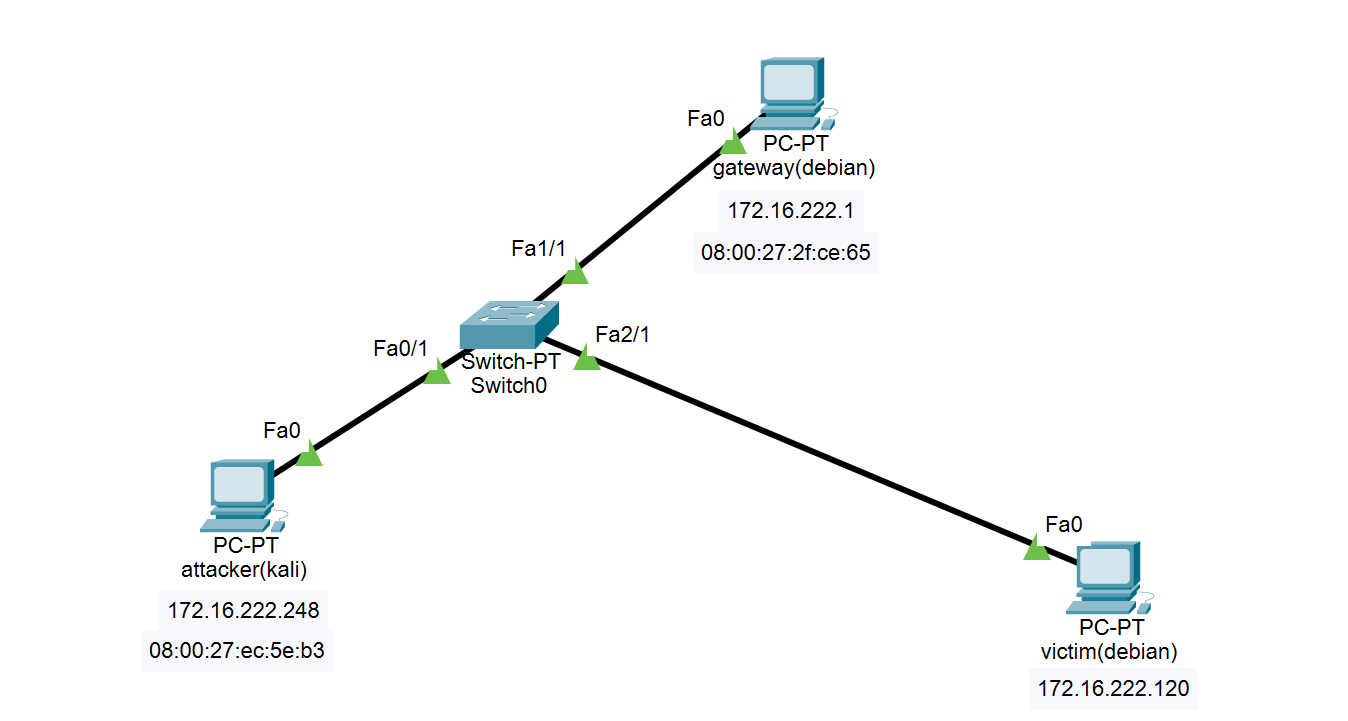 Fa0
PC-PT
gateway(debian)
172.16.222.1
08:00:27:2f:ce:65
Fa1/1
Fa2/1
Fa0/1
Switch-PT
Switch0
Fa0
PC-PT
attacker(kali)
172.16.222.248
08:00:27:ec:5e:b3
Fa0
PC-PT
victim(debian)
172.16.222.120